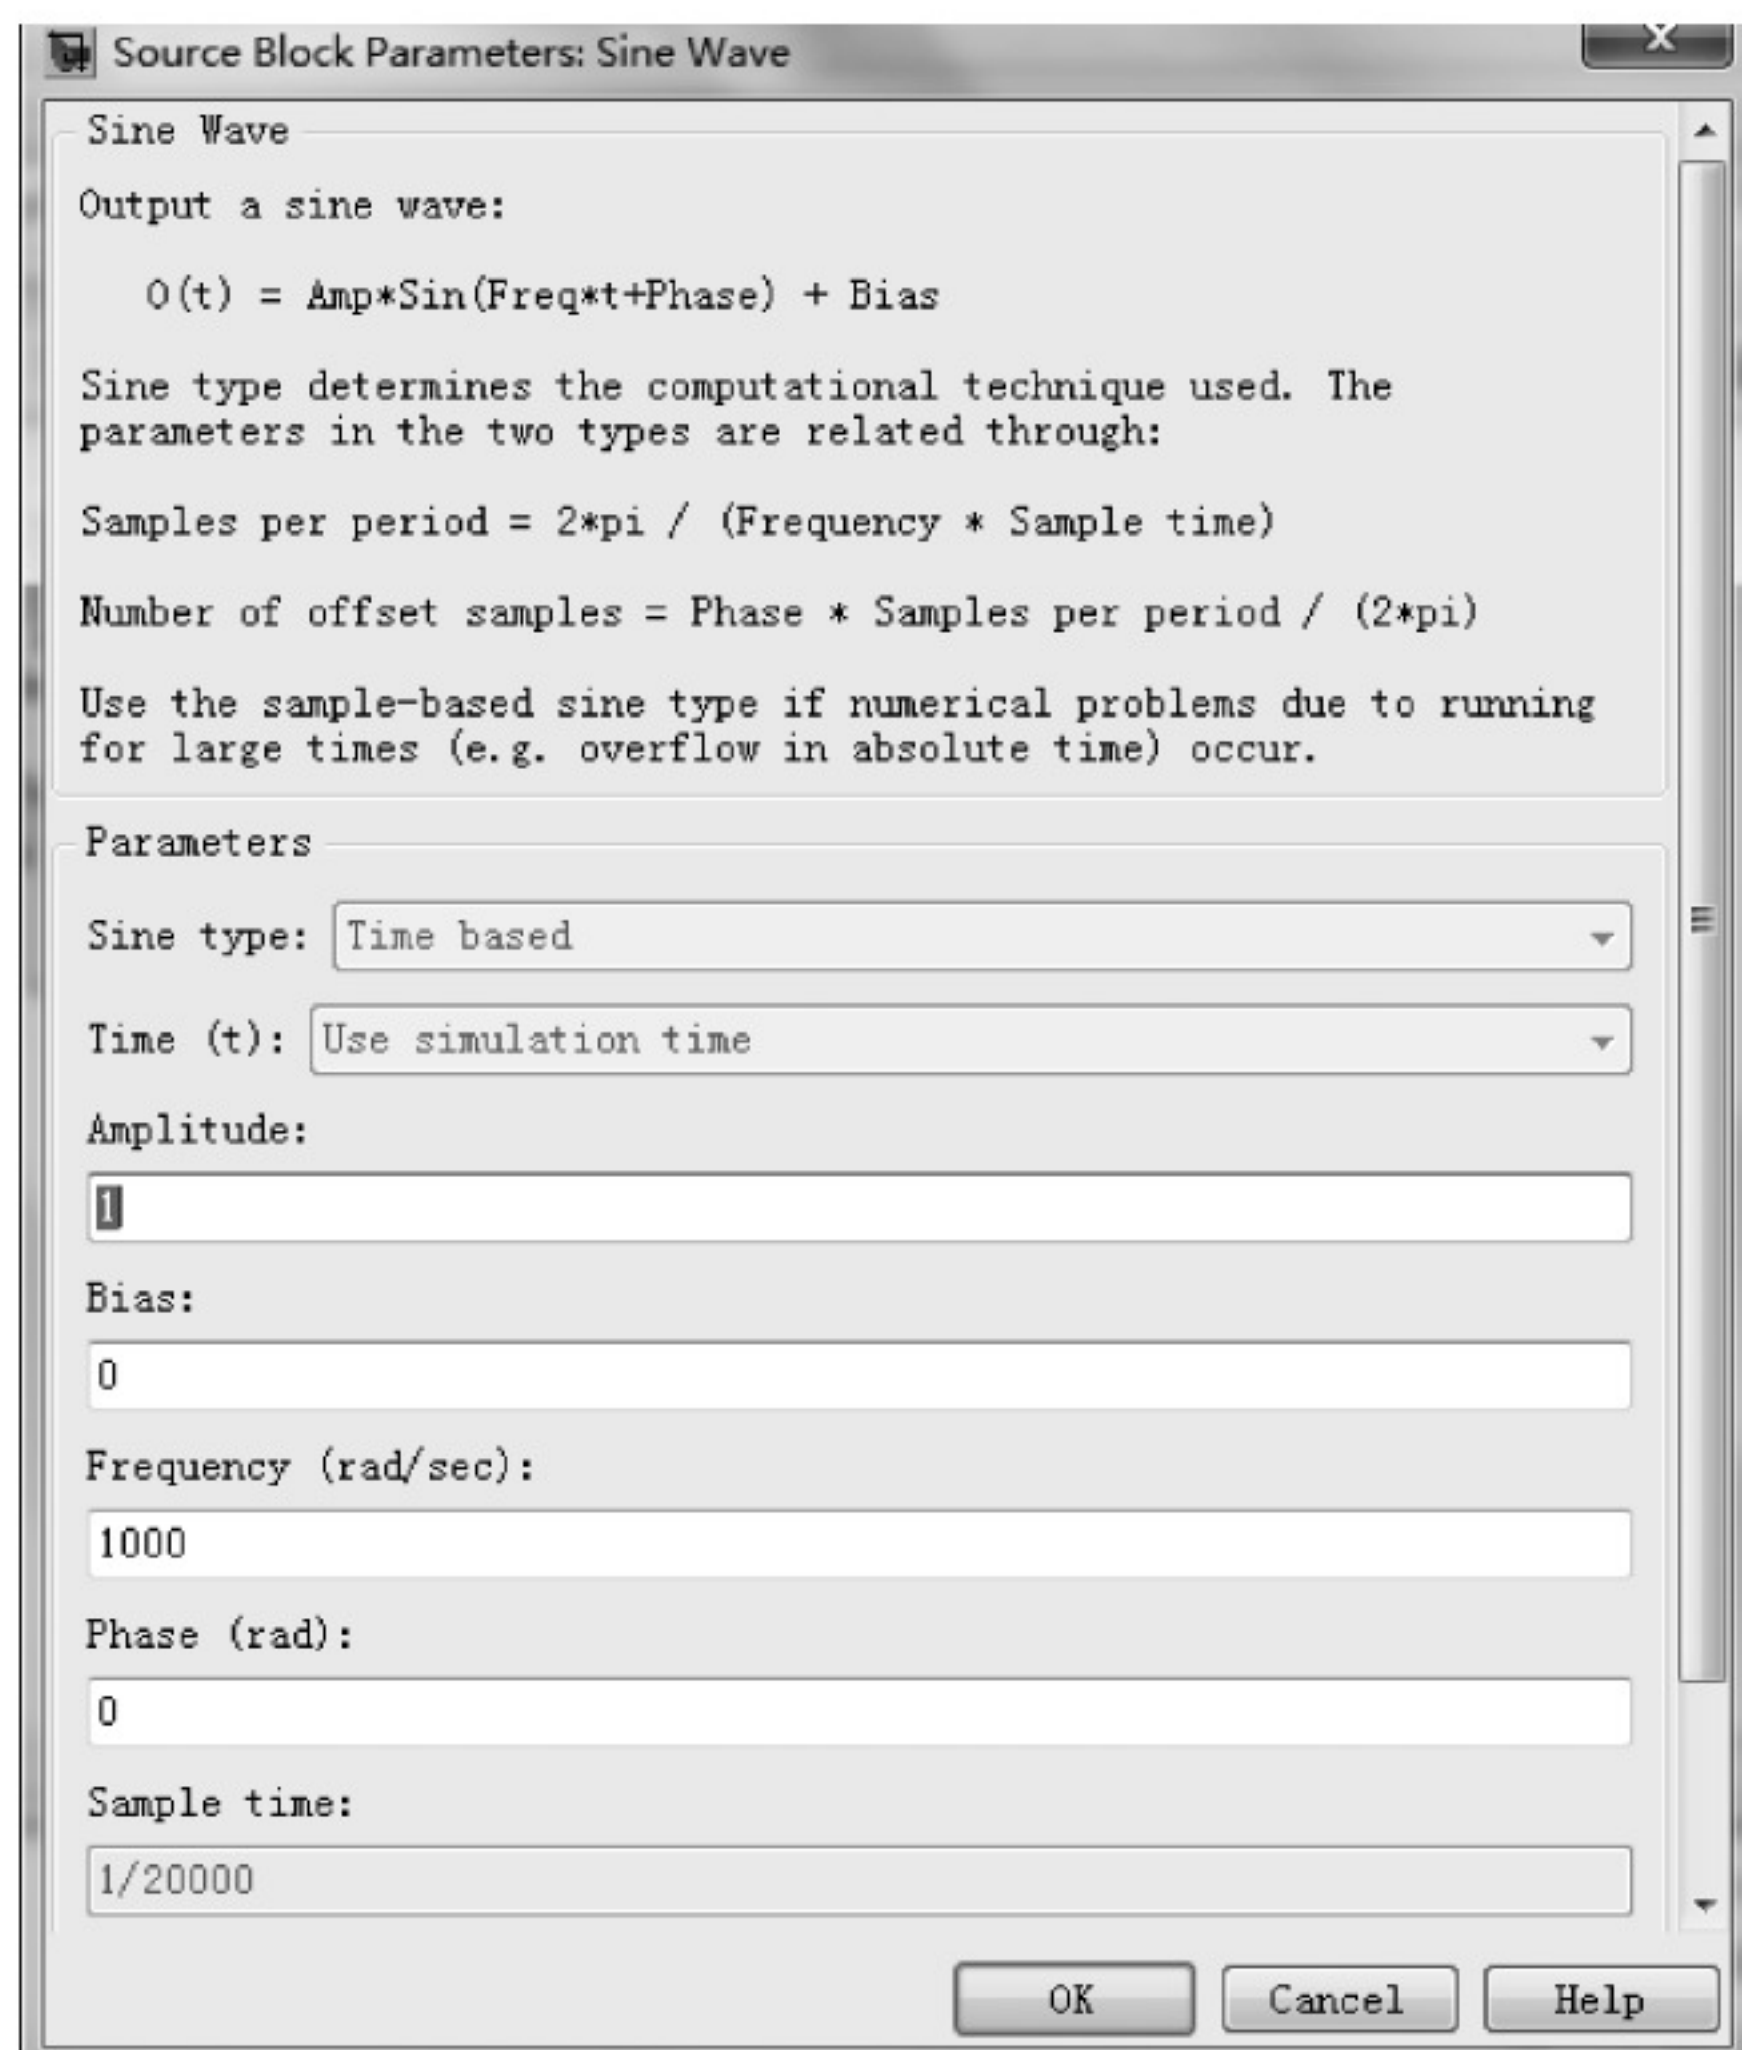 Source Block Parameters: Sine Wave
Sine Wave
Output a sine wave:
O(t) = Amp*Sin(Freq*t+Phase) + Bias
Sine type determines the computational technique used. The
parameters in the two types are related through:
Samples per period = 2*pi / (Frequency * Sample time)
Number of offset samples = Phase * Samples per period / (2*pi)
Use the sample-based sine type if numerical problems due to running
for large times (e.g. overflow in absolute time) occur.
Parameters
Sine type: Time based
Time (t): Use simulation time
Amplitude:
1
Bias:
0
Frequency (rad/sec):
1000
Phase (rad):
0
Sample time:
1/20000
OK Cancel Help